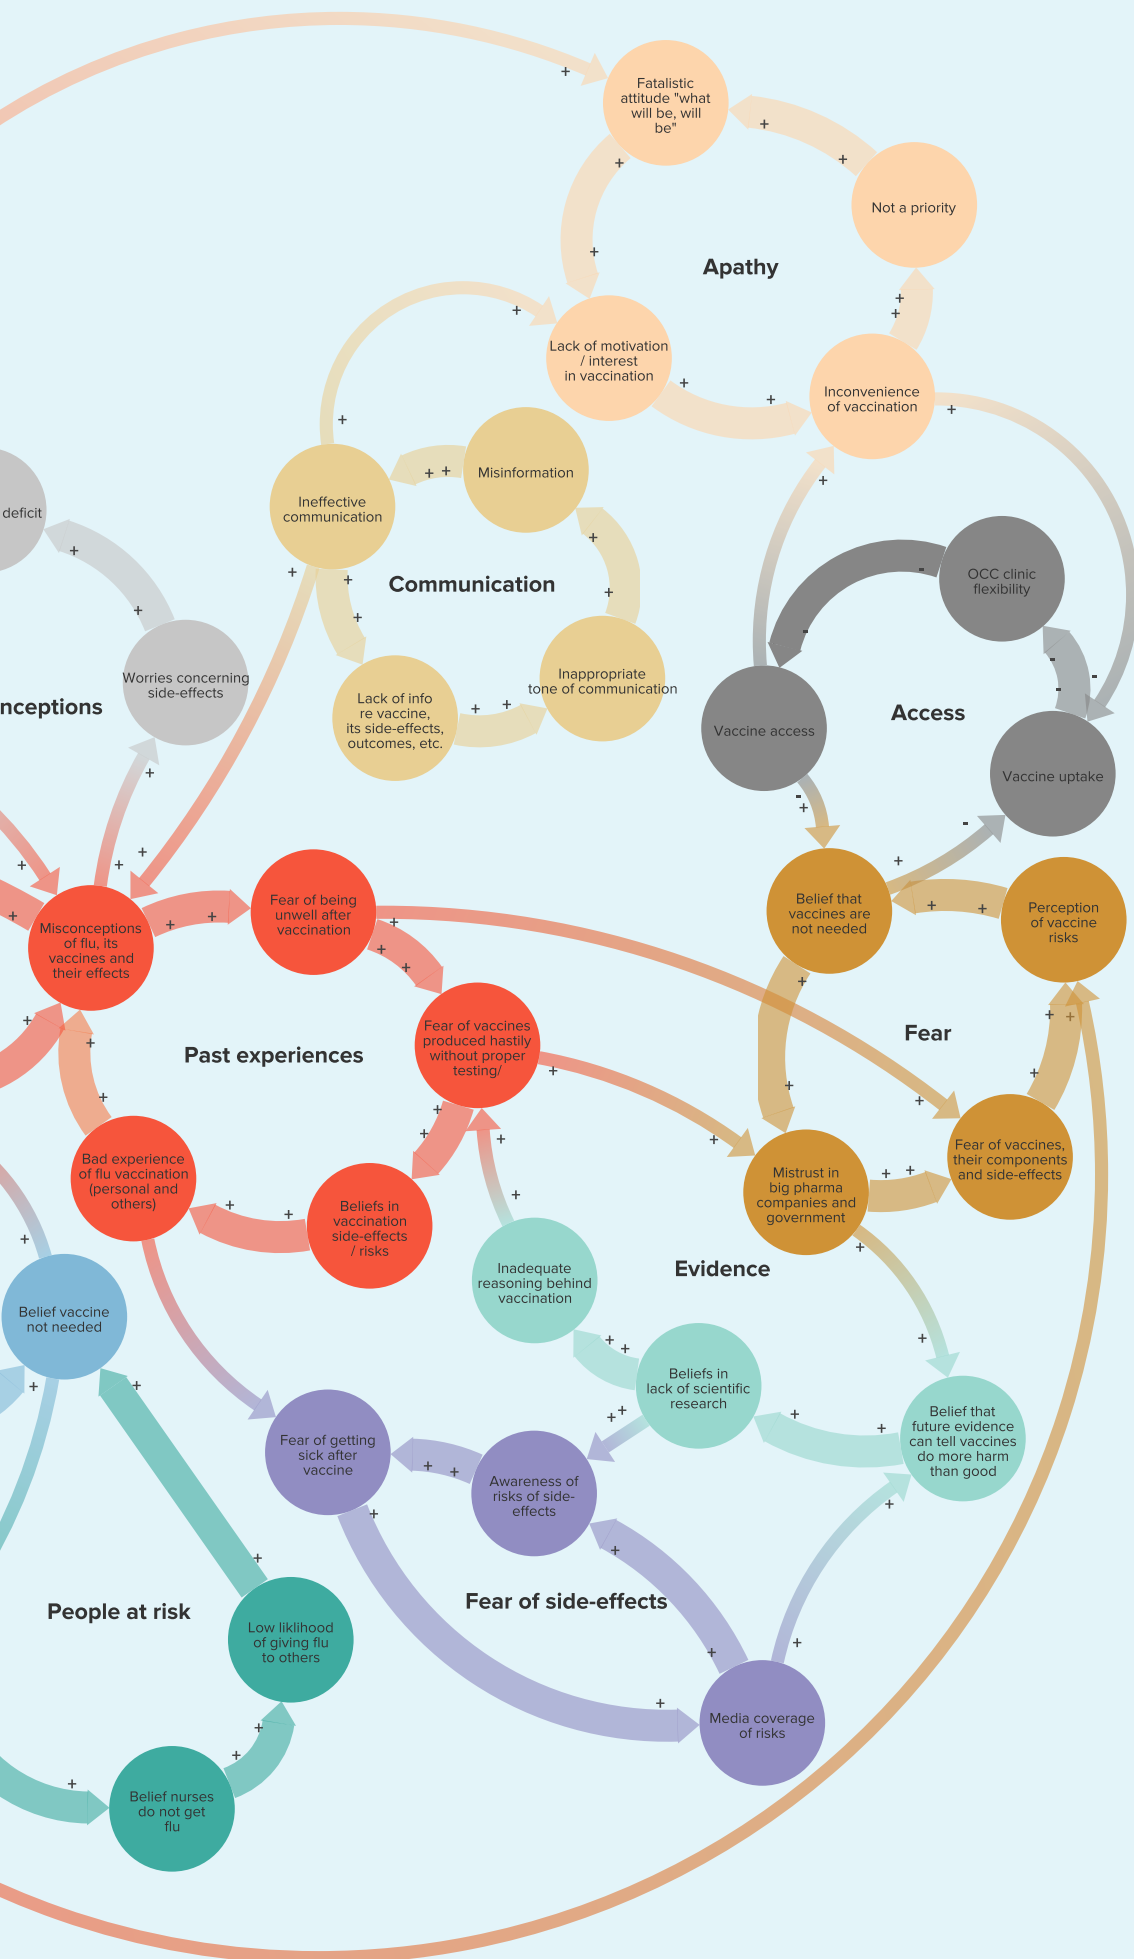 Fatalistic
attitude "what
will be, will
be"
Not a priority
Apathy
Lack of motivation
/ interest
in vaccination
Inconvenience
of vaccination
Misinformation
Ineffective
communication
deficit
Communication
OCC clinic
flexibility
Worries concerning
side-effects
Inappropriate
tone of communication
Lack of info
re vaccine,
its side-effects,
outcomes, etc.
nceptions
Access
Vaccine access
Vaccine uptake
Misconceptions
of flu, its
vaccines and
their effects
Fear of being
unwell after
vaccination
Belief that
vaccines are
not needed
Perception
of vaccine
risks
Fear of vaccines
produced hastily
without proper
testing/
Past experiences
Fear
Bad experience
of flu vaccination
(personal and
others)
Beliefs in
vaccination
side-effects
/ risks
Mistrust in
big pharma
companies and
government
Fear of vaccines,
their components
and side-effects
Inadequate
reasoning behind
vaccination
Evidence
Belief vaccine
not needed
Beliefs in
lack of scientific
research
Belief that
future evidence
can tell vaccines
do more harm
than good
Fear of getting
sick after
vaccine
Awareness of
risks of side-
effects
People at risk
Fear of side-effects
Low liklihood
of giving flu
to others
Media coverage
of risks
Belief nurses
do not get
flu